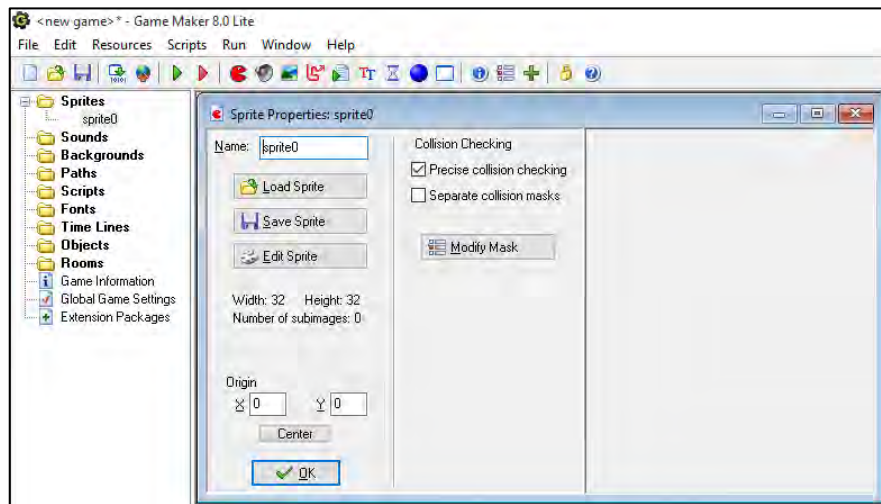 <new game>* - Game Maker 8.0 Lite
File Edit Resources Scripts Run Window Help
Sprites
sprite0
Sounds
Backgrounds
Paths
Scripts
Fonts
Time Lines
Objects
Rooms
Game Information
Global Game Settings
Extension Packages
Sprite Properties: sprite0
Name: sprite0
Load Sprite
Save Sprite
Edit Sprite
Width: 32 Height: 32
Number of subimages: 0
Origin
X 0 Y 0
Center
OK
Collision Checking
Precise collision checking
Separate collision masks
Modify Mask